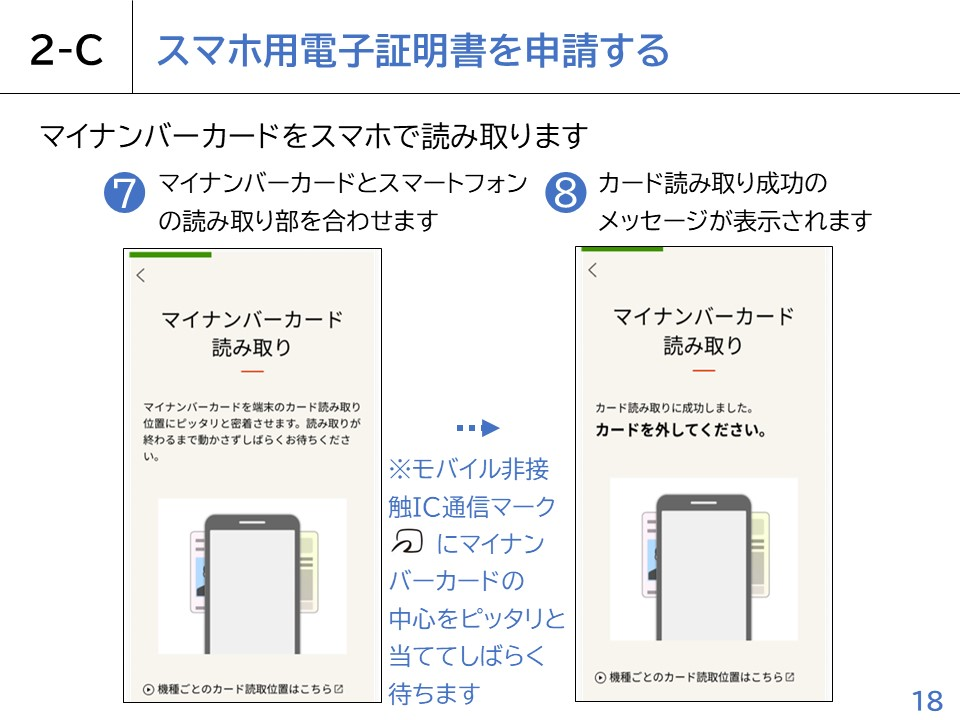 2-C
スマホ用電子証明書を申請する
マイナンバーカードをスマホで読み取ります
7
マイナンバーカードとスマートフォン
の読み取り部を合わせます
マイナンバーカード
読み取り
マイナンバーカードを端末のカード読み取り
位置にピッタリと密着させます。読み取りが
終わるまで動かさずしばらくお待ちくださ
い。
機種ごとのカード読取位置はこちら
※モバイル非接
触IC通信マーク
にマイナン
バーカードの
中心をピッタリと
当ててしばらく
待ちます
8
カード読み取り成功の
メッセージが表示されます
マイナンバーカード
読み取り
カード読み取りに成功しました。
カードを外してください。
機種ごとのカード読取位置はこちら
18